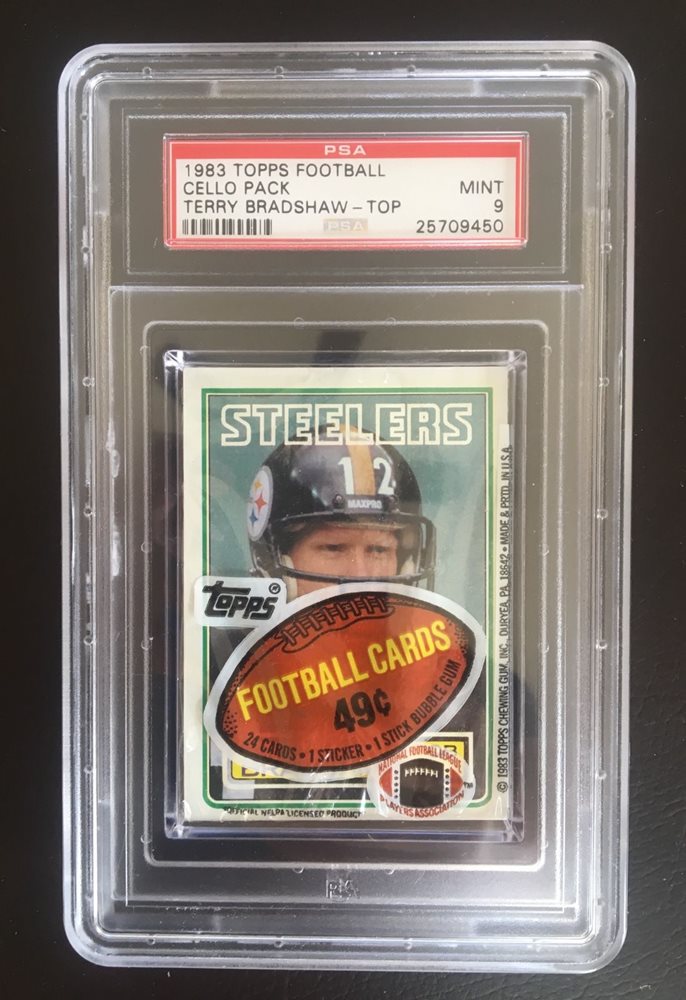 PSA
1983 TOPPS FOOTBALL
CELLO PACK MINT
TERRY BRADSHAW - TOP 9
PSA 25709450
STEELERS
12
MAXPRO
TOPPS
FOOTBALL CARDS
49¢
24 CARDS • 1 STICKER • 1 STICK BUBBLE GUM
NATIONAL FOOTBALL LEAGUE
PLAYERS ASSOCIATION
TM
OFFICIAL NFLPA LICENSED PRODUCT
© 1983 TOPPS CHEWING GUM, INC., DURYEA, PA. 18642 • MADE & PRTD. IN U.S.A.
PSA